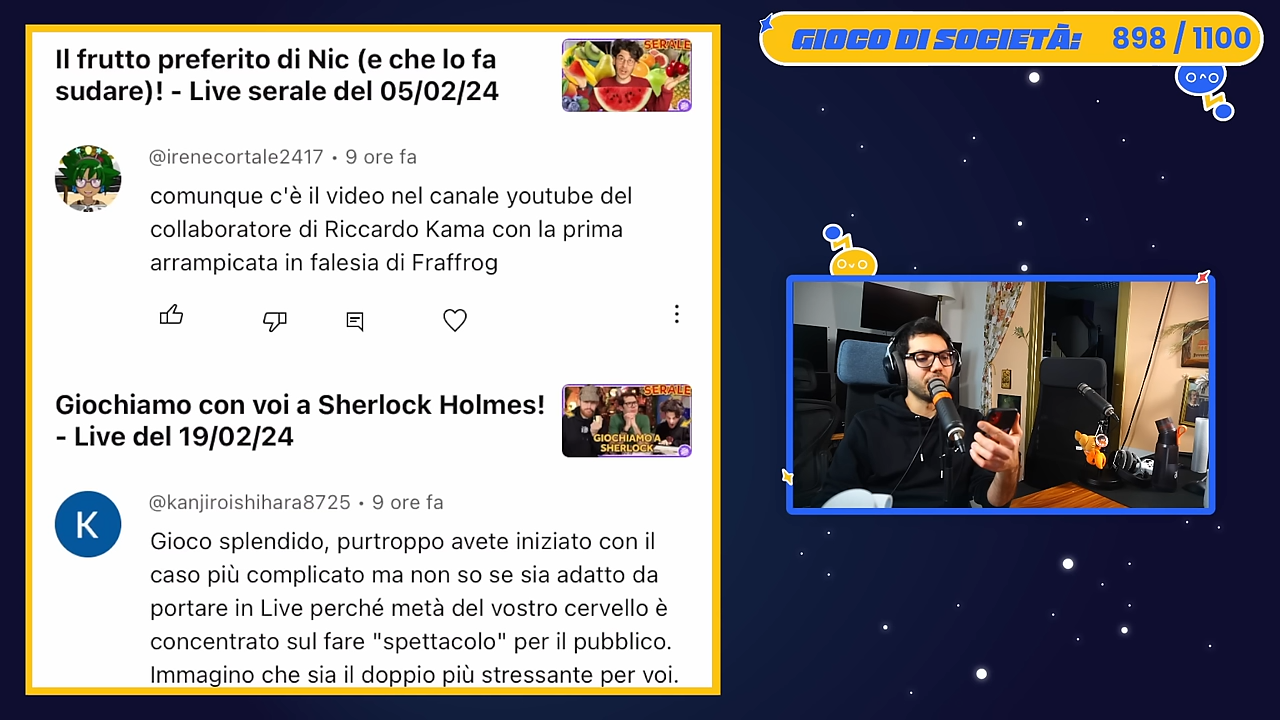 GIOCO DI SOCIETÀ: 898 / 1100
Il frutto preferito di Nic (e che lo fa
sudare)! - Live serale del 05/02/24
SERALE
@irenecortale2417 • 9 ore fa
comunque c'è il video nel canale youtube del
collaboratore di Riccardo Kama con la prima
arrampicata in falesia di Fraffrog
Giochiamo con voi a Sherlock Holmes!
- Live del 19/02/24
SERALE
GIOCHIAMO A
SHERLOCK
K
@kanjiroishihara8725 • 9 ore fa
Gioco splendido, purtroppo avete iniziato con il
caso più complicato ma non so se sia adatto da
portare in Live perché metà del vostro cervello è
concentrato sul fare "spettacolo" per il pubblico.
Immagino che sia il doppio più stressante per voi.